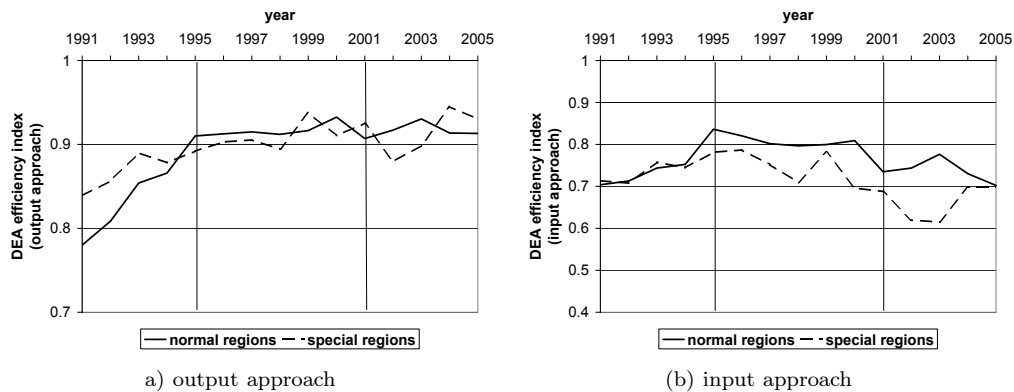 year
1991 1993 1995 1997 1999 2001 2003 2005
1
0.9
0.8
0.7
DEA efficiency index
(output approach)
normal regions special regions
a) output approach
year
1991 1993 1995 1997 1999 2001 2003 2005
1
0.9
0.8
0.7
0.6
0.5
0.4
DEA efficiency index
(input approach)
normal regions special regions
(b) input approach